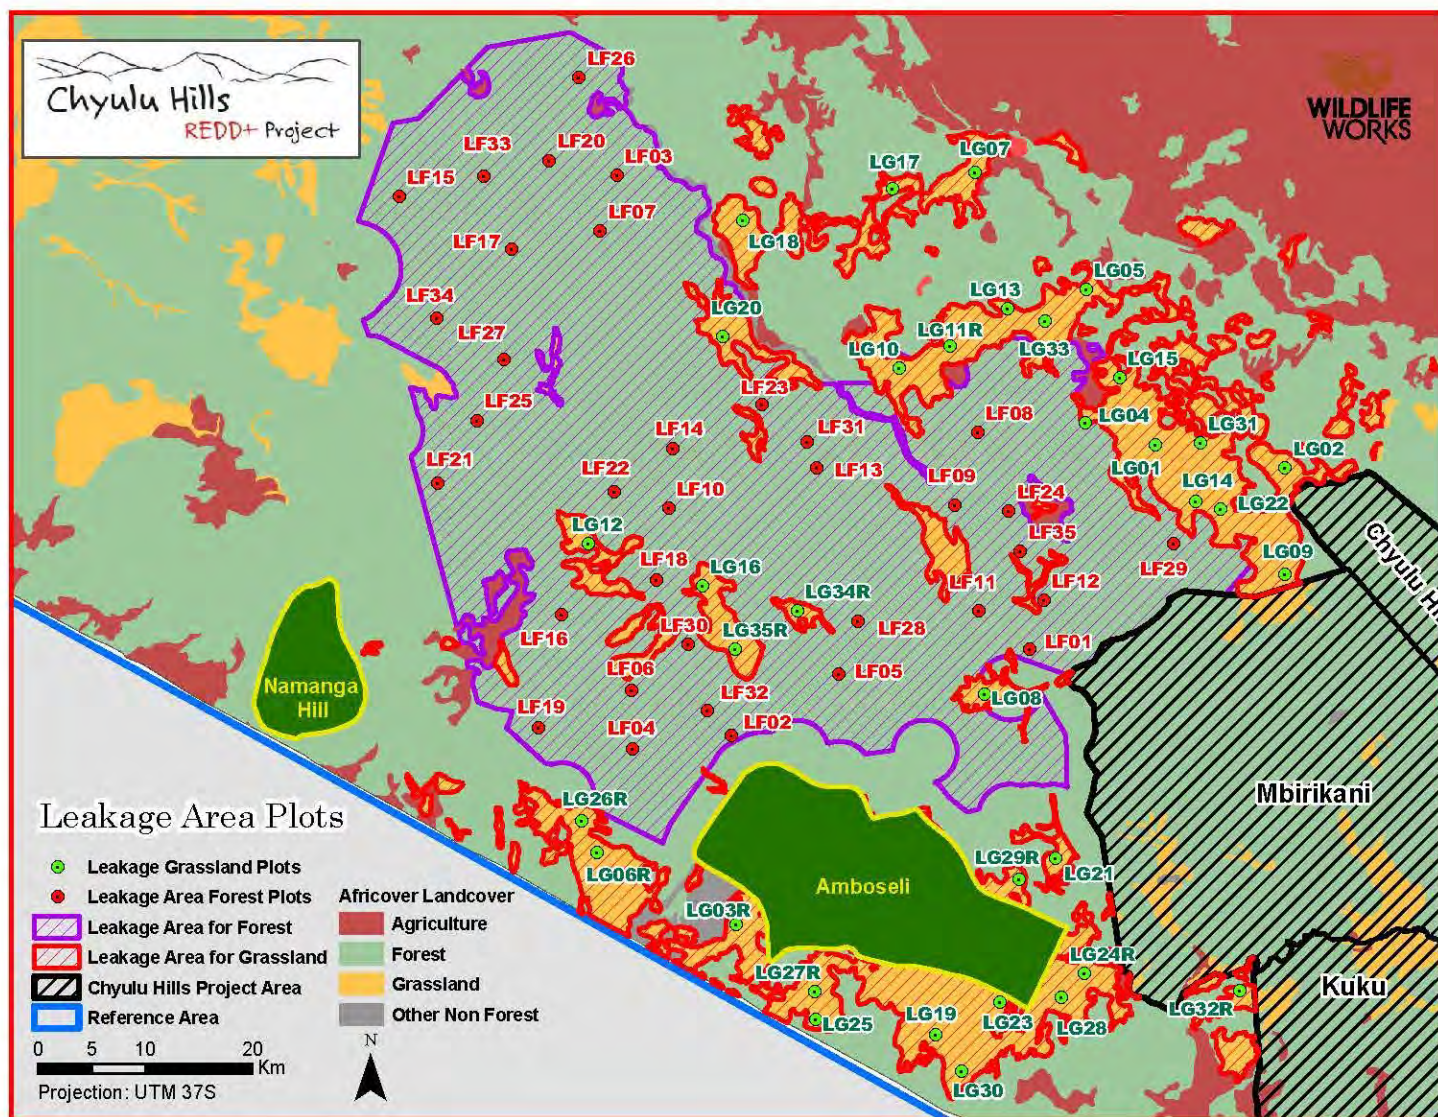 Chyulu Hills
REDD+ Project
WILDLIFE
WORKS
LF26
LF33
LF20
LF03
LF15
LF07
LF17
LF34
LF27
LF25
LF21
LG17
LG07
LG18
LG20
LG05
LG13
LG11R
LG10
LG33
LG15
LF23
LF08
LG04
LF14
LF31
LG31
LG02
LF22
LF13
LG01
LF10
LF09
LG14
LF24
LG22
LG12
LF35
LF18
LG16
LG09
LF29
LF11
LF12
LG34R
LF16
LF30
LF28
LG35R
LF01
LF06
LF05
LF32
LG08
LF19
LF02
LF04
Chyulu Hi
Namanga
Hill
Mbirikani
LG26R
LG06R
LG29R
LG21
Amboseli
LG03R
LG27R
LG24R
LG25
LG19
LG23
LG28
LG30
LG32R
Kuku
Leakage Area Plots
Leakage Grassland Plots
Leakage Area Forest Plots
Leakage Area for Forest
Leakage Area for Grassland
Chyulu Hills Project Area
Reference Area
Africover Landcover
Agriculture
Forest
Grassland
Other Non Forest
0 5 10 20
Km
Projection: UTM 37S
N